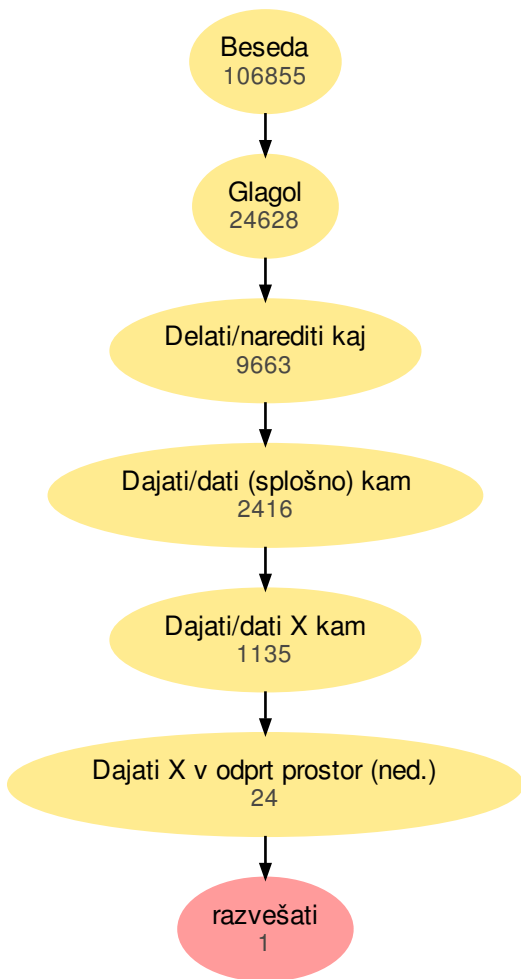 Beseda
106855
Glagol
24628
Delati/narediti kaj
9663
Dajati/dati (splošno) kam
2416
Dajati/dati X kam
1135
Dajati X v odprt prostor (ned.)
24
razvešati
1